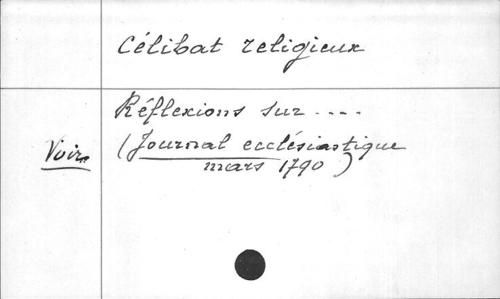 Célibat religieux
Réflexions sur ....
Voir (Journal ecclésiastique
mars 1790)